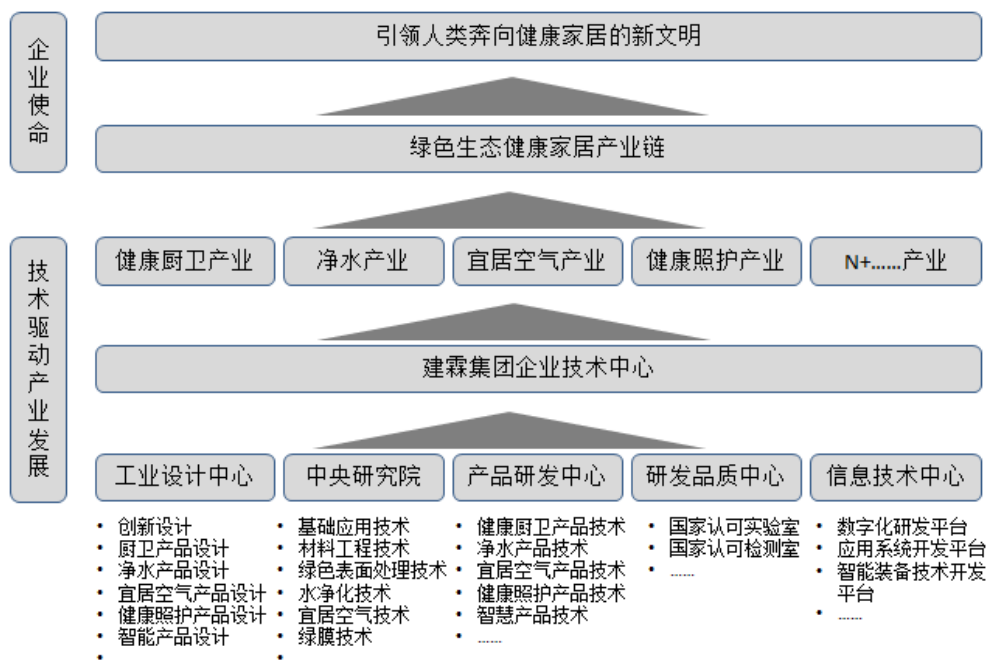 企业使命
引领人类奔向健康家居的新文明
绿色生态健康家居产业链
技术驱动产业发展
健康厨卫产业
净水产业
宜居空气产业
健康照护产业
N+……产业
建霖集团企业技术中心
工业设计中心
中央研究院
产品研发中心
研发品质中心
信息技术中心
• 创新设计
• 厨卫产品设计
• 净水产品设计
• 宜居空气产品设计
• 健康照护产品设计
• 智能产品设计
•
• 基础应用技术
• 材料工程技术
• 绿色表面处理技术
• 水净化技术
• 宜居空气技术
• 绿膜技术
•
• 健康厨卫产品技术
• 净水产品技术
• 宜居空气产品技术
• 健康照护产品技术
• 智慧产品技术
• ……
• 国家认可实验室
• 国家认可检测室
• ……
• 数字化研发平台
• 应用系统开发平台
• 智能装备技术开发
平台
• ……